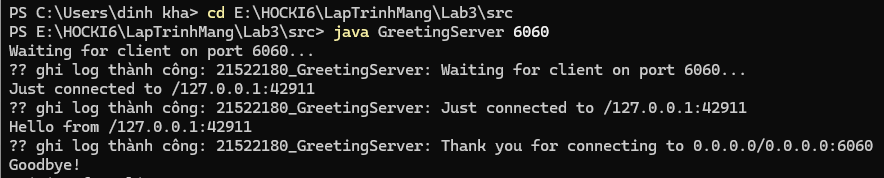 PS C:\Users\dinh kha> cd E:\HOCKI6\LapTrinhMang\Lab3\src
PS E:\HOCKI6\LapTrinhMang\Lab3\src> java GreetingServer 6060
Waiting for client on port 6060...
?? ghi log thành công: 21522180_GreetingServer: Waiting for client on port 6060...
Just connected to /127.0.0.1:42911
?? ghi log thành công: 21522180_GreetingServer: Just connected to /127.0.0.1:42911
Hello from /127.0.0.1:42911
?? ghi log thành công: 21522180_GreetingServer: Thank you for connecting to 0.0.0.0/0.0.0.0:6060
Goodbye!